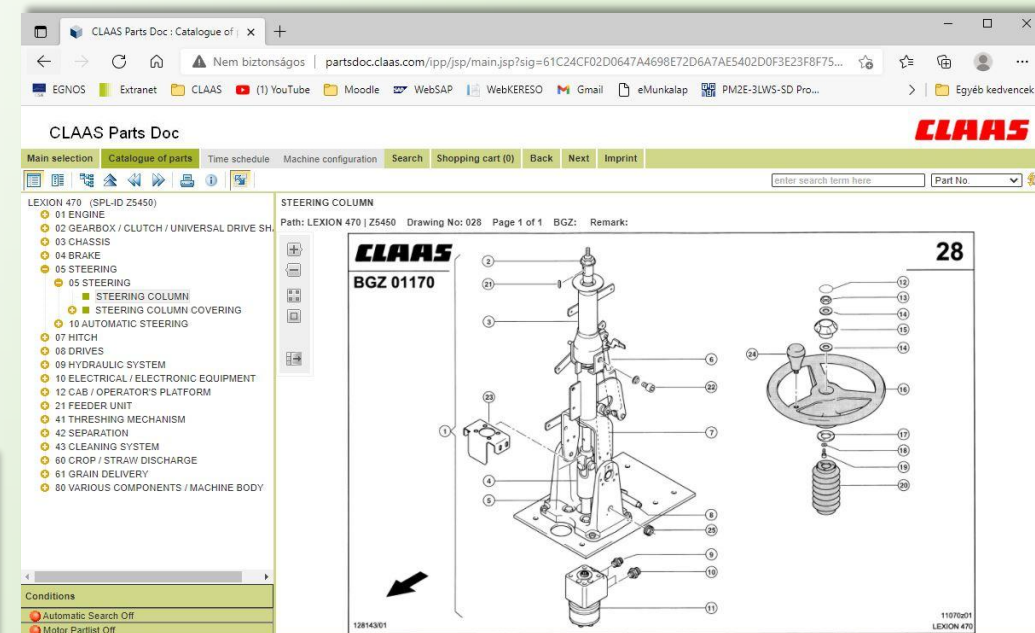 CLAAS Parts Doc : Catalogue of
Nem biztonságos | partsdoc.claas.com/ipp/jsp/main.jsp?sig=61C24CF02D0647A4698E72D6A7AE5402D0F3E23F8F75...
EGNOS Extranet CLAAS (1) YouTube Moodle WebSAP WebKERESO Gmail eMunkalap PM2E-3LWS-SD Pro... Egyéb kedvencek
CLAAS Parts Doc
CLAAS
Main selection Catalogue of parts Time schedule Machine configuration Search Shopping cart (0) Back Next Imprint
enter search term here Part No.
LEXION 470 (SPL-ID Z5450)
01 ENGINE
02 GEARBOX / CLUTCH / UNIVERSAL DRIVE SH
03 CHASSIS
04 BRAKE
05 STEERING
05 STEERING
STEERING COLUMN
STEERING COLUMN COVERING
10 AUTOMATIC STEERING
07 HITCH
08 DRIVES
09 HYDRAULIC SYSTEM
10 ELECTRICAL / ELECTRONIC EQUIPMENT
12 CAB / OPERATOR'S PLATFORM
21 FEEDER UNIT
41 THRESHING MECHANISM
42 SEPARATION
43 CLEANING SYSTEM
60 CROP / STRAW DISCHARGE
61 GRAIN DELIVERY
80 VARIOUS COMPONENTS / MACHINE BODY
Conditions
Automatic Search Off
Motor Partlist Off
STEERING COLUMN
Path: LEXION 470 | Z5450 Drawing No: 028 Page 1 of 1 BGZ: Remark:
CLAAS
BGZ 01170
28
2
21
3
6
22
23
1
7
4
5
8
25
9
10
11
12
13
14
15
14
24
16
17
18
19
20
128143/01
11070z01
LEXION 470